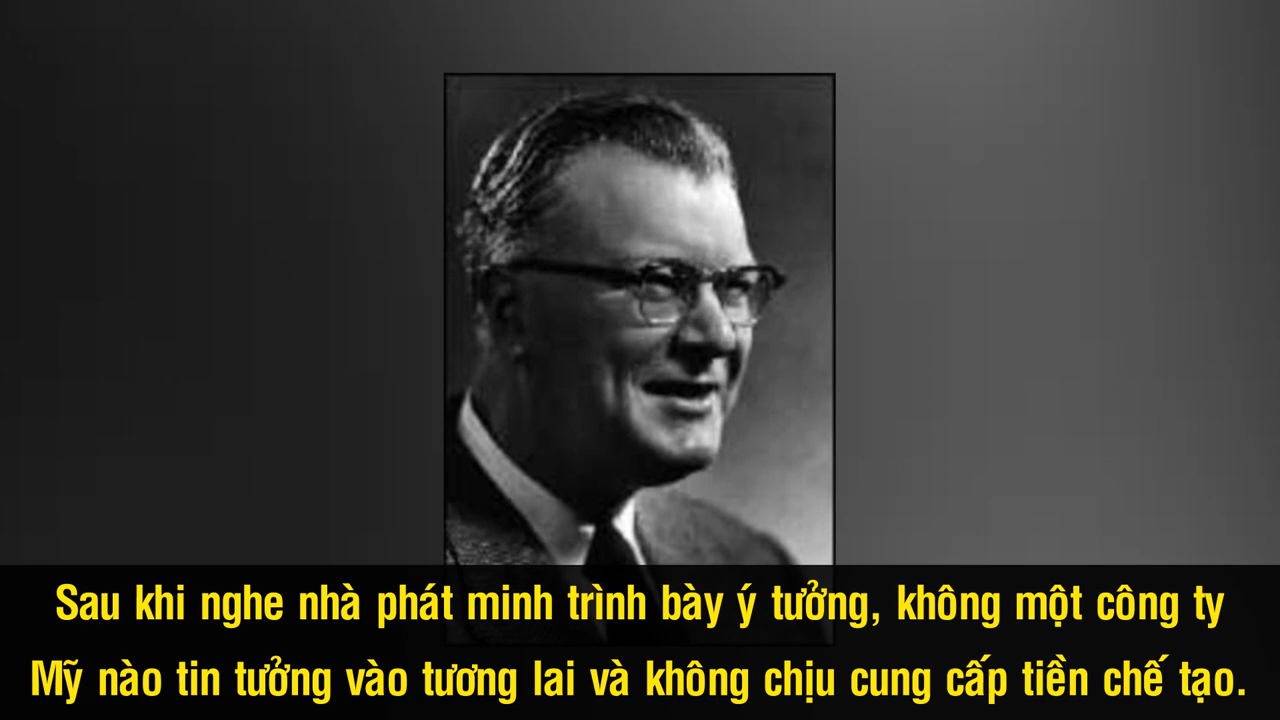 Sau khi nghe nhà phát minh trình bày ý tưởng, không một công ty
Mỹ nào tin tưởng vào tương lai và không chịu cung cấp tiền chế tạo.